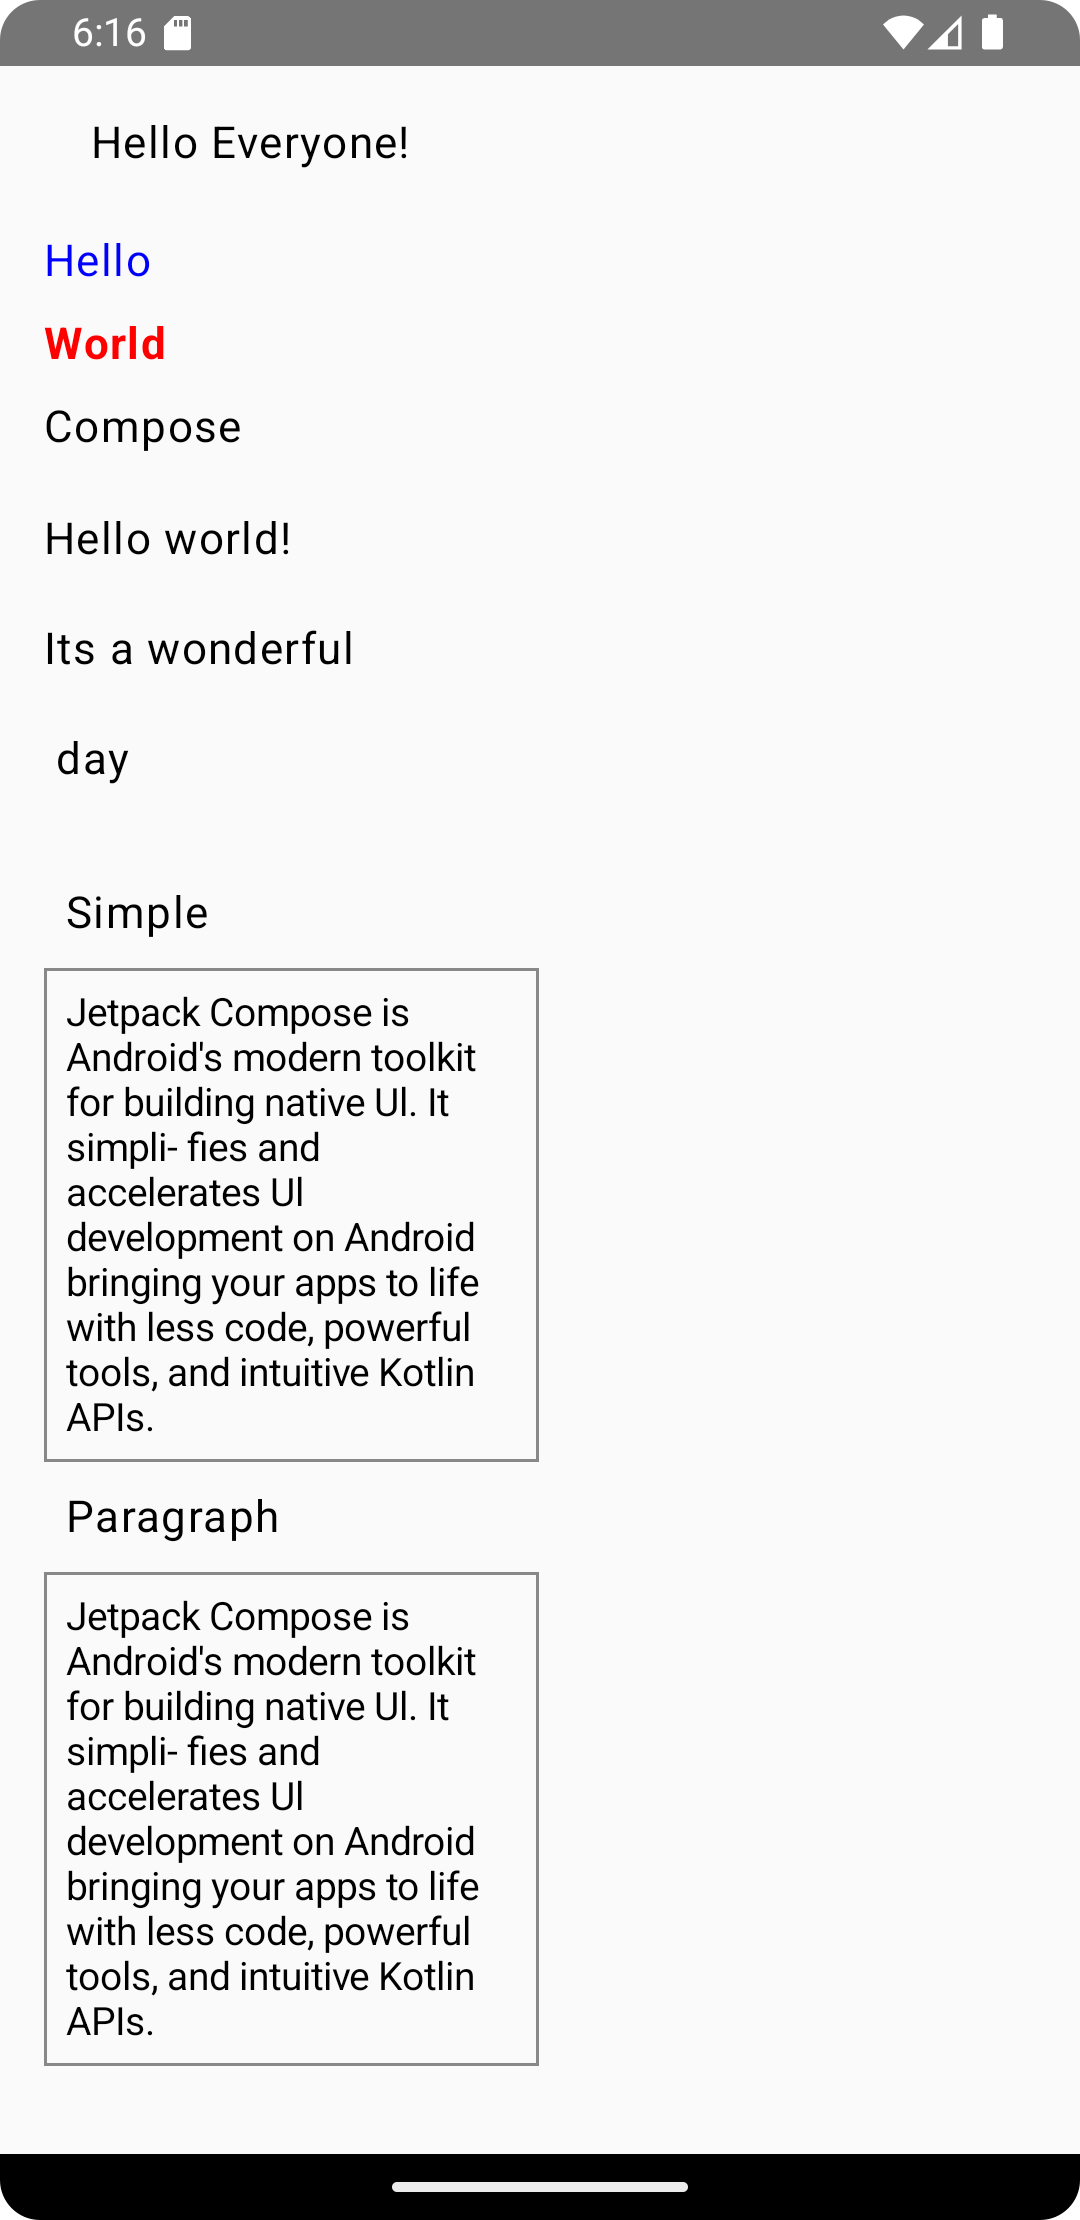 6:16
Hello Everyone!
Hello
World
Compose
Hello world!
Its a wonderful
day
Simple
Jetpack Compose is
Android's modern toolkit
for building native Ul. It
simpli- fies and
accelerates Ul
development on Android
bringing your apps to life
with less code, powerful
tools, and intuitive Kotlin
APIs.
Paragraph
Jetpack Compose is
Android's modern toolkit
for building native Ul. It
simpli- fies and
accelerates Ul
development on Android
bringing your apps to life
with less code, powerful
tools, and intuitive Kotlin
APIs.